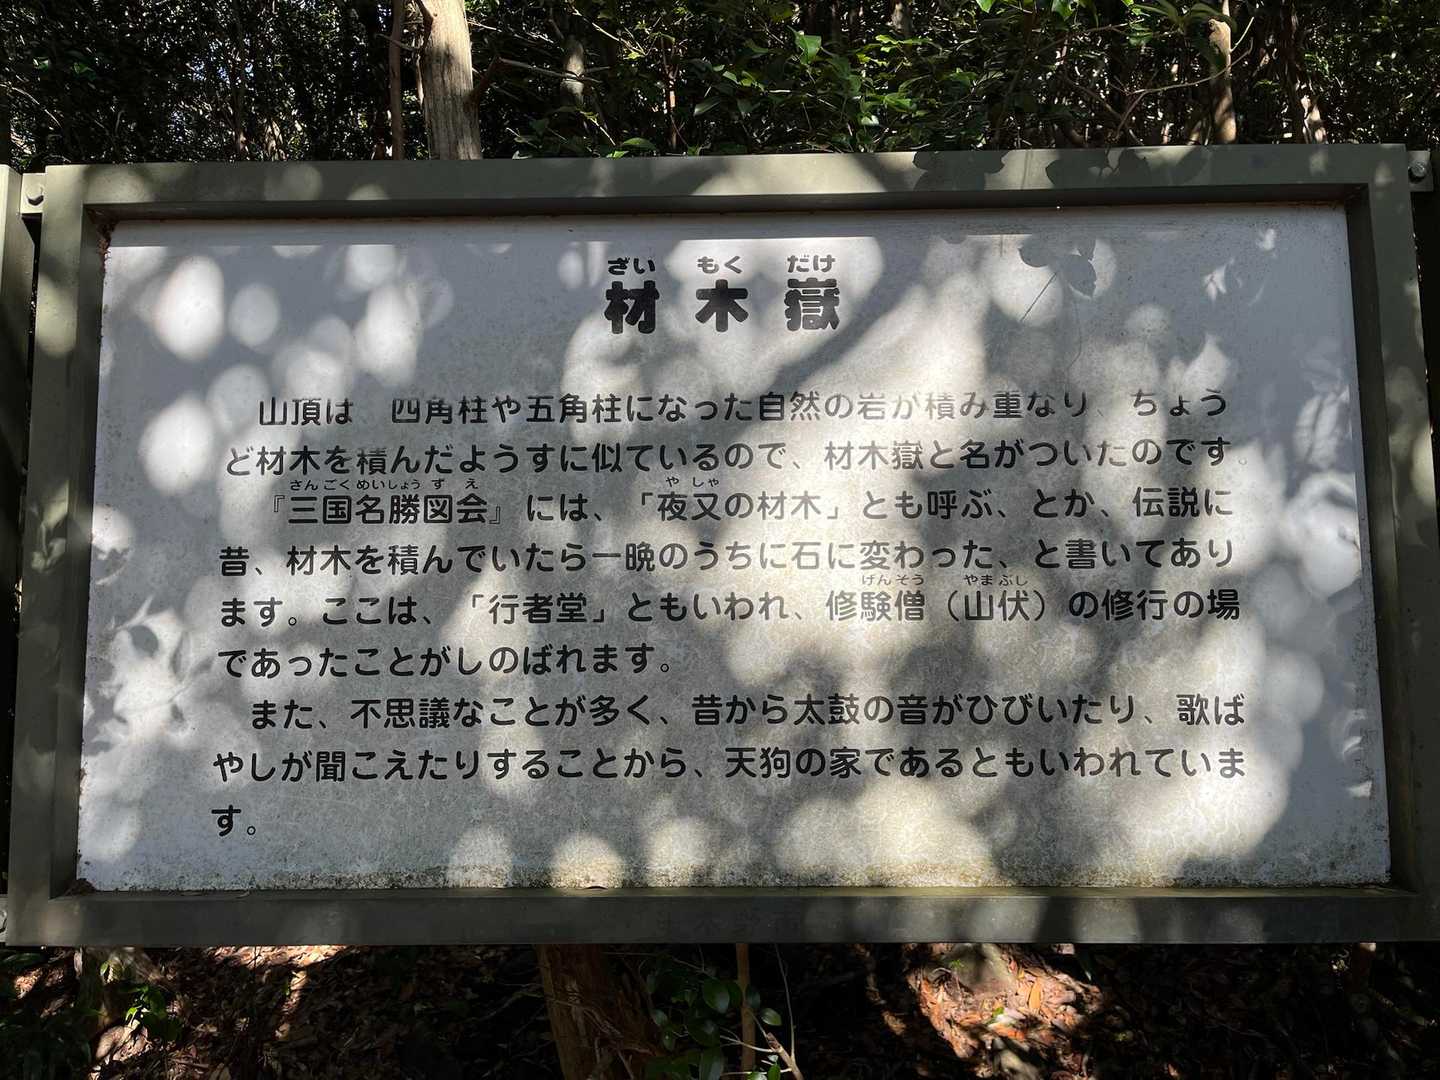 ざい もく だけ
材木嶽
山頂は 四角柱や五角柱になった自然の岩が積み重なり、ちょう
ど材木を積んだようすに似ているので、材木嶽と名がついたのです。
さんごくめいしょう ず え や しゃ
『三国名勝図会』には、「夜叉の材木」とも呼ぶ、とか、伝説に
昔、材木を積んでいたら一晩のうちに石に変わった、と書いてあり
げんそう やまぶし
ます。ここは、「行者堂」ともいわれ、修験僧（山伏）の修行の場
であったことがしのばれます。
また、不思議なことが多く、昔から太鼓の音がひびいたり、歌ば
やしが聞こえたりすることから、天狗の家であるともいわれていま
す。